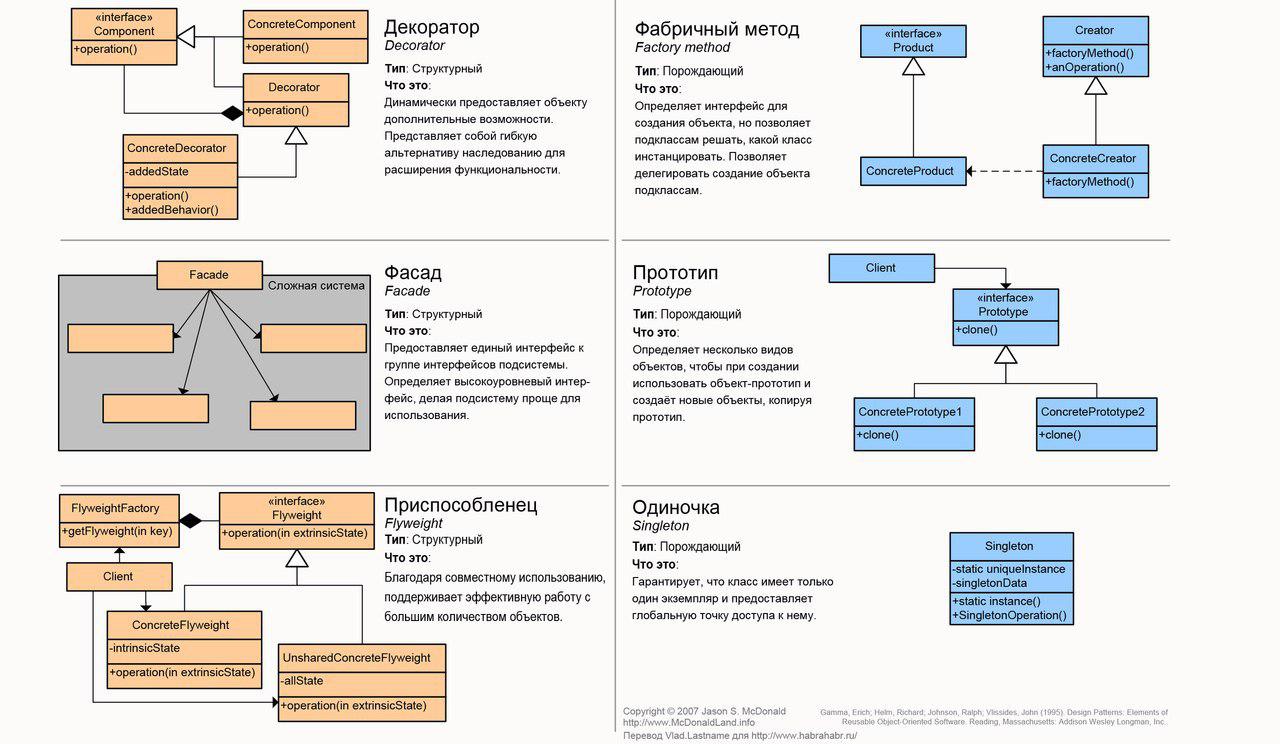 «interface»
Component
+operation()
ConcreteComponent
+operation()
Decorator
+operation()
ConcreteDecorator
-addedState
+operation()
+addedBehavior()
Декоратор
Decorator
Тип: Структурный
Что это:
Динамически предоставляет объекту
дополнительные возможности.
Представляет собой гибкую
альтернативу наследованию для
расширения функциональности.
Фабричный метод
Factory method
Тип: Порождающий
Что это:
Определяет интерфейс для
создания объекта, но позволяет
подклассам решать, какой класс
инстанцировать. Позволяет
делегировать создание объекта
подклассам.
«interface»
Product
Creator
+factoryMethod()
+anOperation()
ConcreteProduct
ConcreteCreator
+factoryMethod()
Facade
Сложная система
Фасад
Facade
Тип: Структурный
Что это:
Предоставляет единый интерфейс к
группе интерфейсов подсистемы.
Определяет высокоуровневый интер-
фейс, делая подсистему проще для
использования.
Прототип
Prototype
Тип: Порождающий
Что это:
Определяет несколько видов
объектов, чтобы при создании
использовать объект-прототип и
создаёт новые объекты, копируя
прототип.
Client
«interface»
Prototype
+clone()
ConcretePrototype1
+clone()
ConcretePrototype2
+clone()
FlyweightFactory
+getFlyweight(in key)
«interface»
Flyweight
+operation(in extrinsicState)
Client
ConcreteFlyweight
-intrinsicState
+operation(in extrinsicState)
UnsharedConcreteFlyweight
-allState
+operation(in extrinsicState)
Приспособленец
Flyweight
Тип: Структурный
Что это:
Благодаря совместному использованию,
поддерживает эффективную работу с
большим количеством объектов.
Одиночка
Singleton
Тип: Порождающий
Что это:
Гарантирует, что класс имеет только
один экземпляр и предоставляет
глобальную точку доступа к нему.
Singleton
-static uniqueInstance
-singletonData
+static instance()
+SingletonOperation()
Copyright © 2007 Jason S. McDonald
http://www.McDonaldLand.info
Перевод Vlad.Lastname для http://www.habrahabr.ru/
Gamma, Erich; Helm, Richard; Johnson, Ralph; Vlissides, John (1995). Design Patterns: Elements of
Reusable Object-Oriented Software. Reading, Massachusetts: Addison Wesley Longman, Inc.